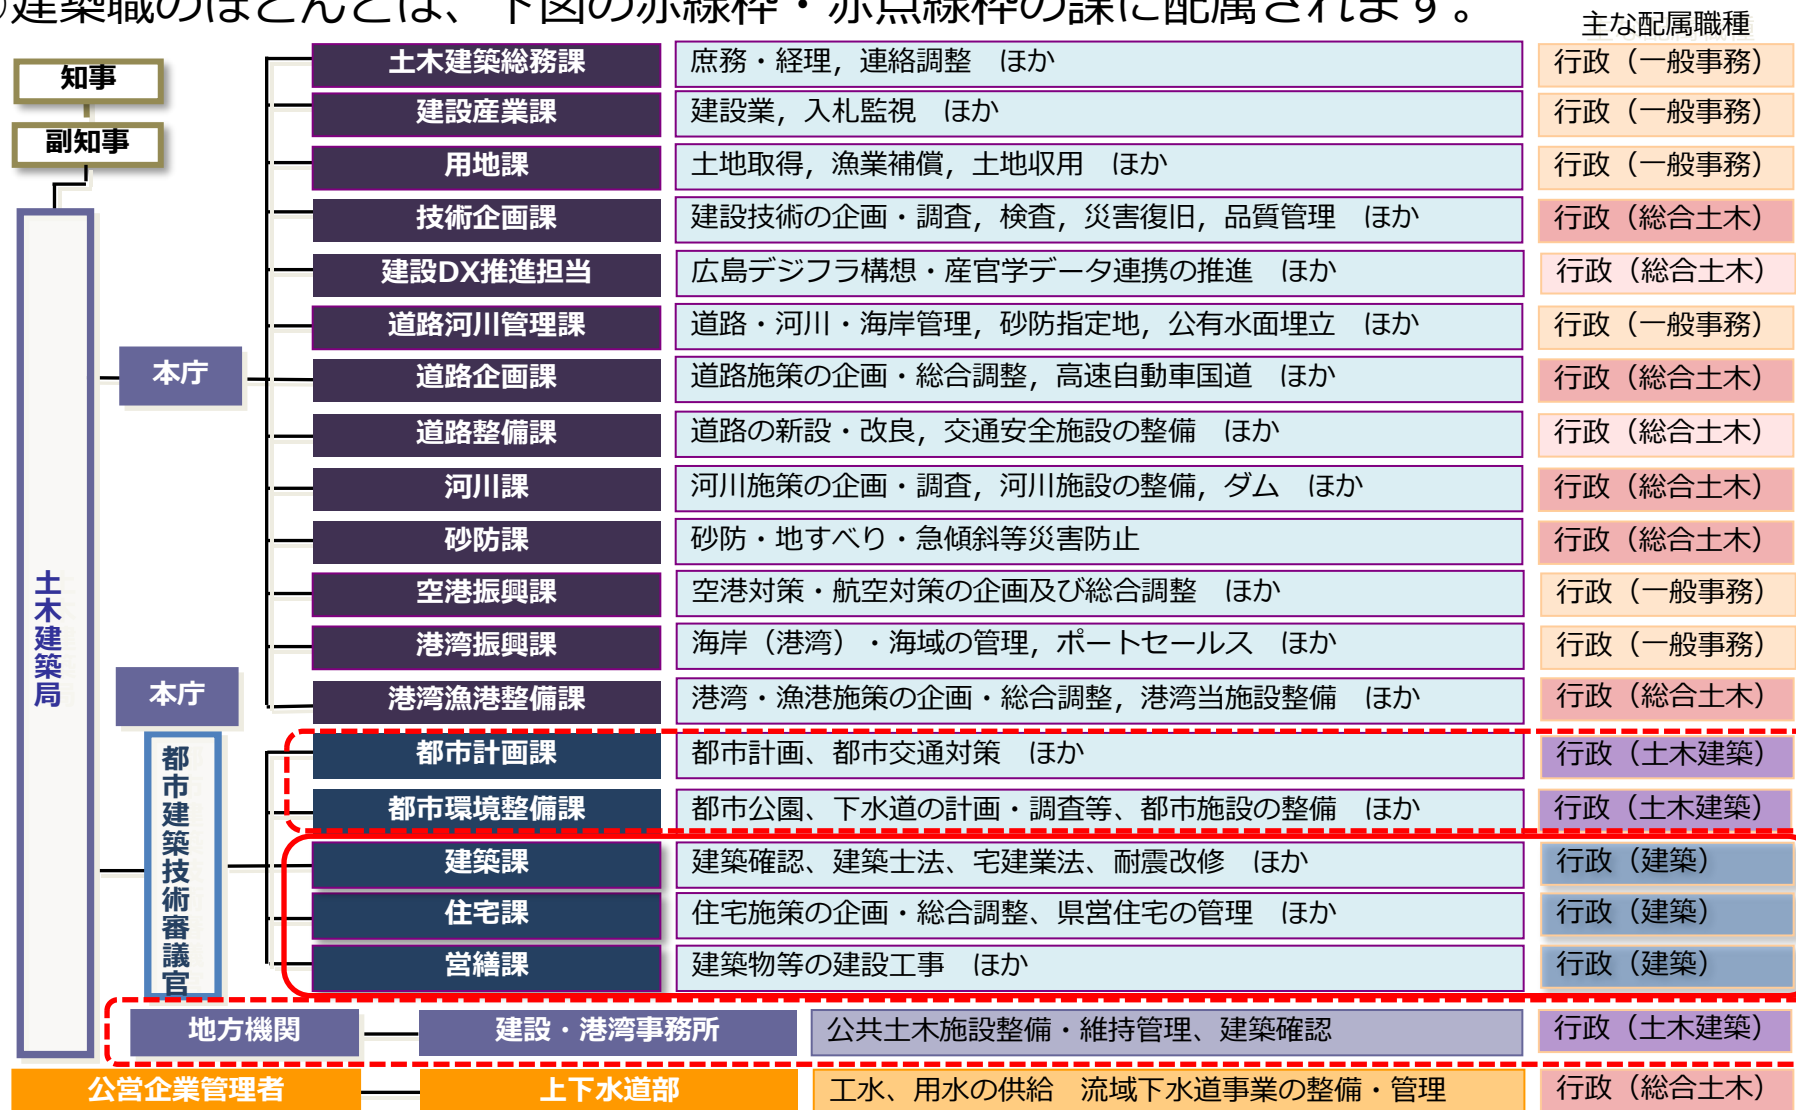 建築職のほとんどは、下図の赤線枠・赤点線枠の課に配属されます。
主な配属職種
知事
副知事
土木建築局
本庁
土木建築総務課 庶務・経理，連絡調整　ほか 行政（一般事務）
建設産業課 建設業，入札監視　ほか 行政（一般事務）
用地課 土地取得，漁業補償，土地収用　ほか 行政（一般事務）
技術企画課 建設技術の企画・調査，検査，災害復旧，品質管理　ほか 行政（総合土木）
建設DX推進担当 広島デジフラ構想・産官学データ連携の推進　ほか 行政（総合土木）
道路河川管理課 道路・河川・海岸管理，砂防指定地，公有水面埋立　ほか 行政（一般事務）
道路企画課 道路施策の企画・総合調整，高速自動車国道　ほか 行政（総合土木）
道路整備課 道路の新設・改良，交通安全施設の整備　ほか 行政（総合土木）
河川課 河川施策の企画・調査，河川施設の整備，ダム　ほか 行政（総合土木）
砂防課 砂防・地すべり・急傾斜等災害防止 行政（総合土木）
空港振興課 空港対策・航空対策の企画及び総合調整　ほか 行政（一般事務）
港湾振興課 海岸（港湾）・海域の管理，ポートセールス　ほか 行政（一般事務）
港湾漁港整備課 港湾・漁港施策の企画・総合調整，港湾当施設整備　ほか 行政（総合土木）
本庁
都市建築技術審議官
都市計画課 都市計画、都市交通対策　ほか 行政（土木建築）
都市環境整備課 都市公園、下水道の計画・調査等、都市施設の整備　ほか 行政（土木建築）
建築課 建築確認、建築士法、宅建業法、耐震改修　ほか 行政（建築）
住宅課 住宅施策の企画・総合調整、県営住宅の管理　ほか 行政（建築）
営繕課 建築物等の建設工事　ほか 行政（建築）
地方機関 建設・港湾事務所 公共土木施設整備・維持管理、建築確認 行政（土木建築）
公営企業管理者 上下水道部 工水、用水の供給　流域下水道事業の整備・管理 行政（総合土木）